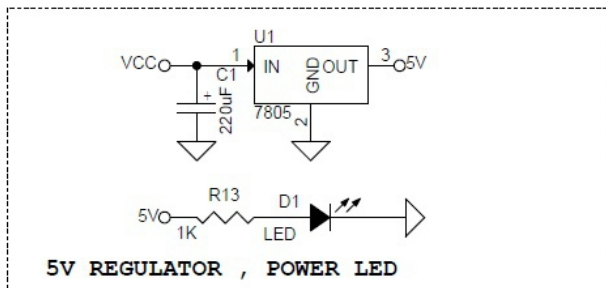 U1
VCC
1
IN
GND
OUT
3
5V
C1
+
220uF
7805
2
R13
D1
5V
1K
LED
5V REGULATOR , POWER LED